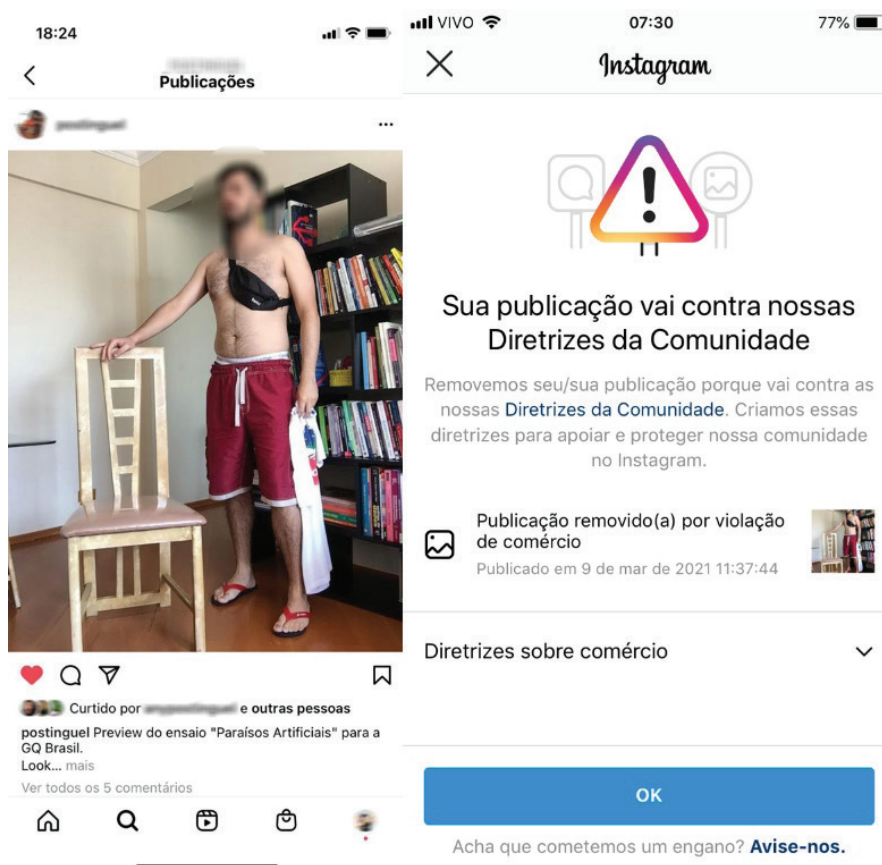 18:24
Publicações
Curtido por
e outras pessoas
postinguel Preview do ensaio "Paraísos Artificiais" para a
GQ Brasil.
Look... mais
Ver todos os 5 comentários
VIVO
07:30
77%
Instagram
Sua publicação vai contra nossas
Diretrizes da Comunidade
Removemos seu/sua publicação porque vai contra as
nossas Diretrizes da Comunidade. Criamos essas
diretrizes para apoiar e proteger nossa comunidade
no Instagram.
Publicação removido(a) por violação
de comércio
Publicado em 9 de mar de 2021 11:37:44
Diretrizes sobre comércio
OK
Acha que cometemos um engano? Avise-nos.